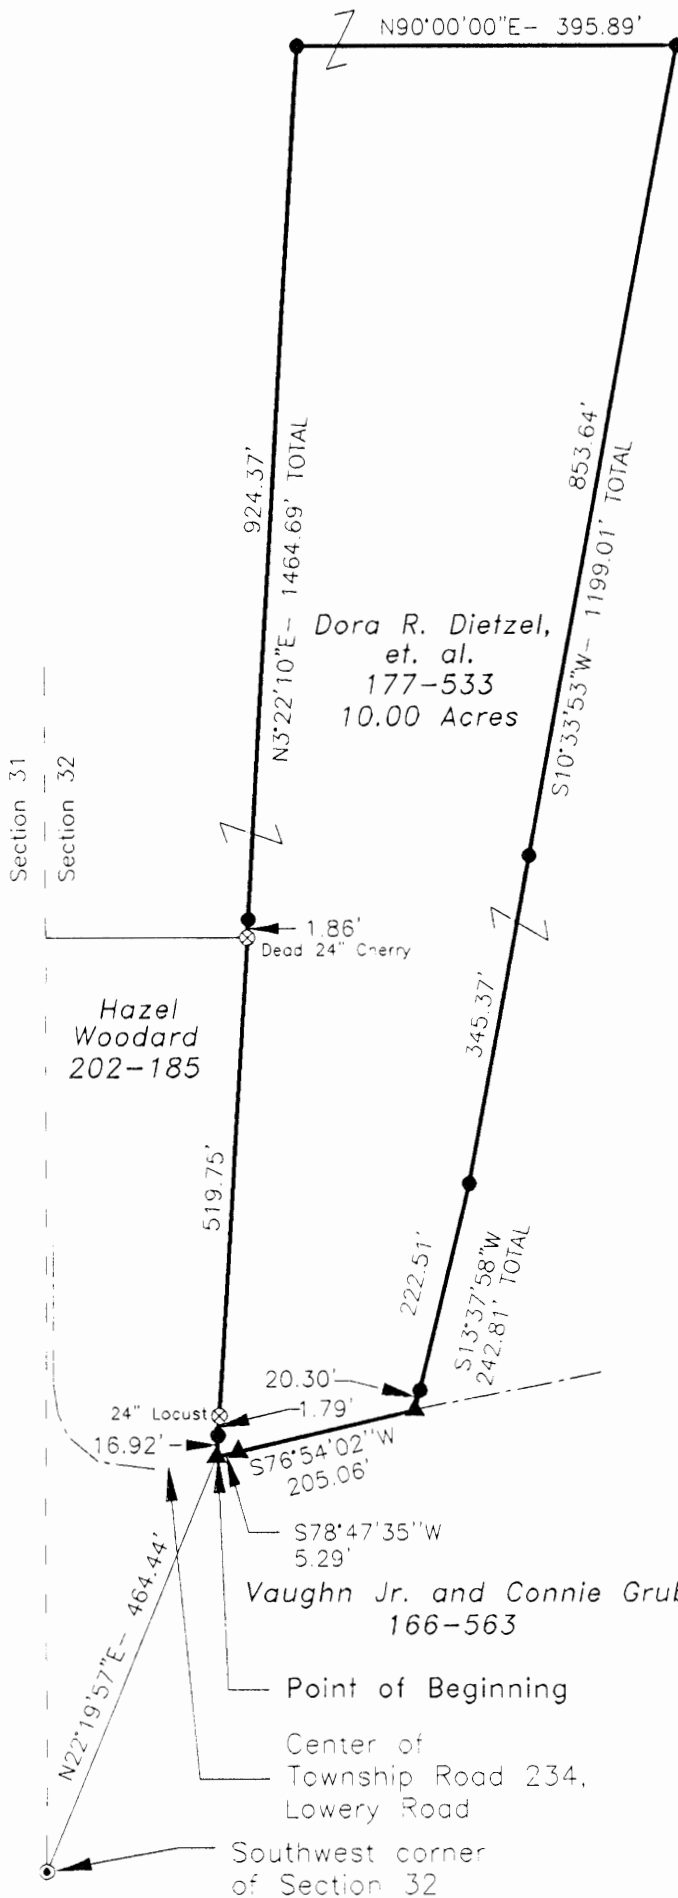 N90°00'00"E- 395.89'
924.37'
N3°22'10"E- 1464.69' TOTAL
853.64'
S10°33'53"W- 1199.01' TOTAL
Dora R. Dietzel,
et. al.
177-533
10.00 Acres
Section 31
Section 32
1.86'
Dead 24" Cherry
Hazel
Woodard
202-185
345.37'
519.75'
222.51'
S13°37'58"W
242.81' TOTAL
20.30'
24" Locust
1.79'
16.92'
S76°54'02"W
205.06'
S78°47'35"W
5.29'
Vaughn Jr. and Connie Grub
166-563
N22°19'57"E- 464.44'
Point of Beginning
Center of
Township Road 234,
Lowery Road
Southwest corner
of Section 32